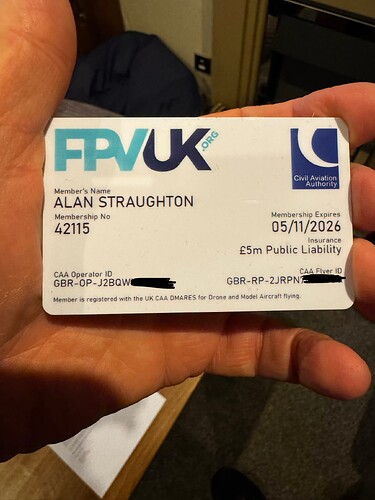 FPVUK.ORG
Civil Aviation
Authority
Member's Name
ALAN STRAUGHTON
Membership No
42115
Membership Expires
05/11/2026
Insurance
£5m Public Liability
CAA Operator ID
GBR-OP-J2BQW
CAA Flyer ID
GBR-RP-2JRPN
Member is registered with the UK CAA DMARES for Drone and Model Aircraft flying.